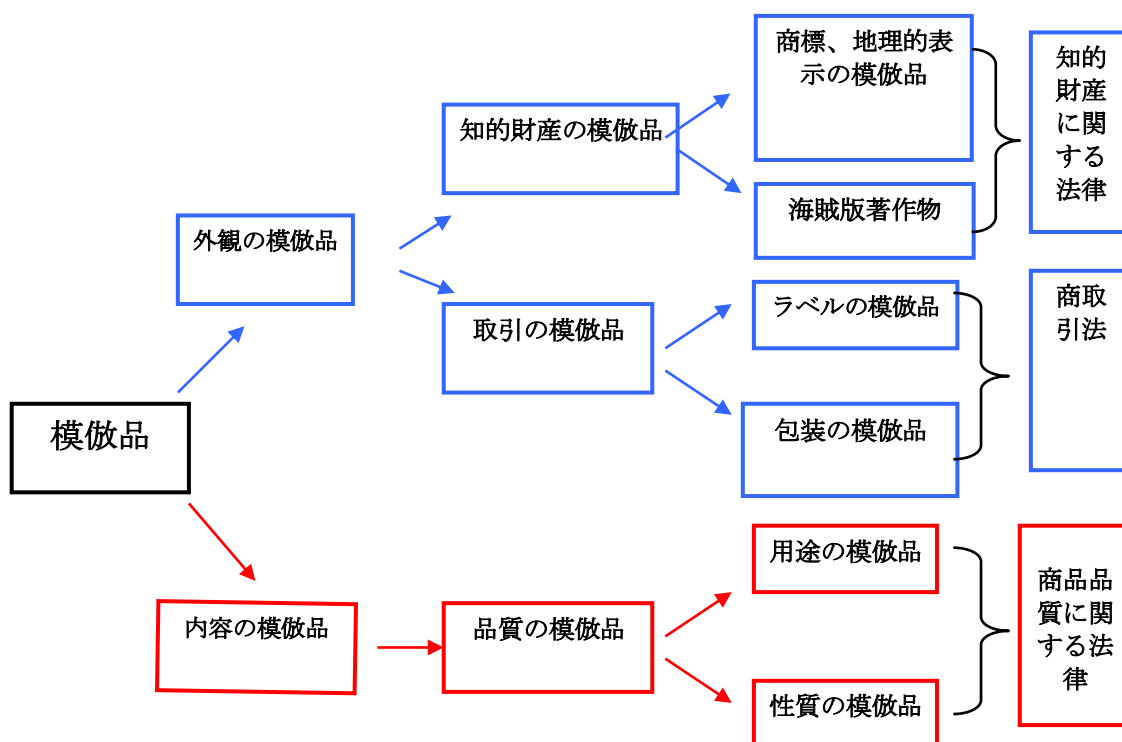 商標、地理的表
示の模倣品
知的
財産
に関
する
法律
知的財産の模倣品
海賊版著作物
外観の模倣品
ラベルの模倣品
商取
引法
取引の模倣品
模倣品
包装の模倣品
用途の模倣品
商品品
質に関
する法
律
内容の模倣品
品質の模倣品
性質の模倣品